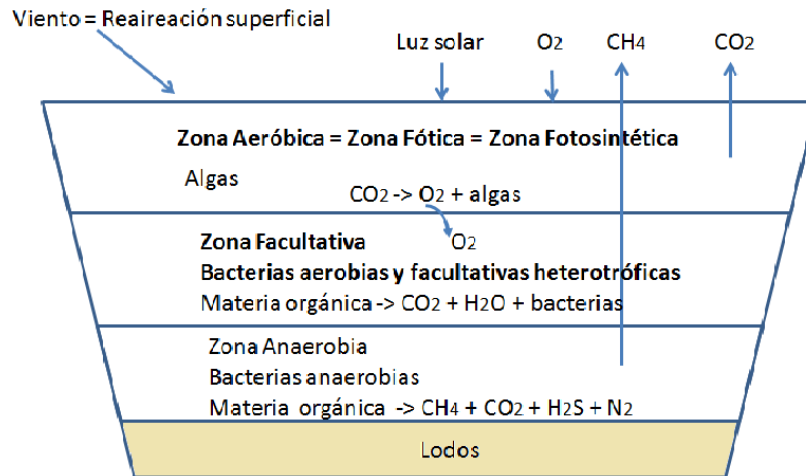 Viento = Reaireación superficial
Luz solar O2 CH4 CO2
Zona Aeróbica = Zona Fótica = Zona Fotosintética
Algas
CO2 -> O2 + algas
Zona Facultativa O2
Bacterias aerobias y facultativas heterotróficas
Materia orgánica -> CO2 + H2O + bacterias
Zona Anaerobia
Bacterias anaerobias
Materia orgánica -> CH4 + CO2 + H2S + N2
Lodos